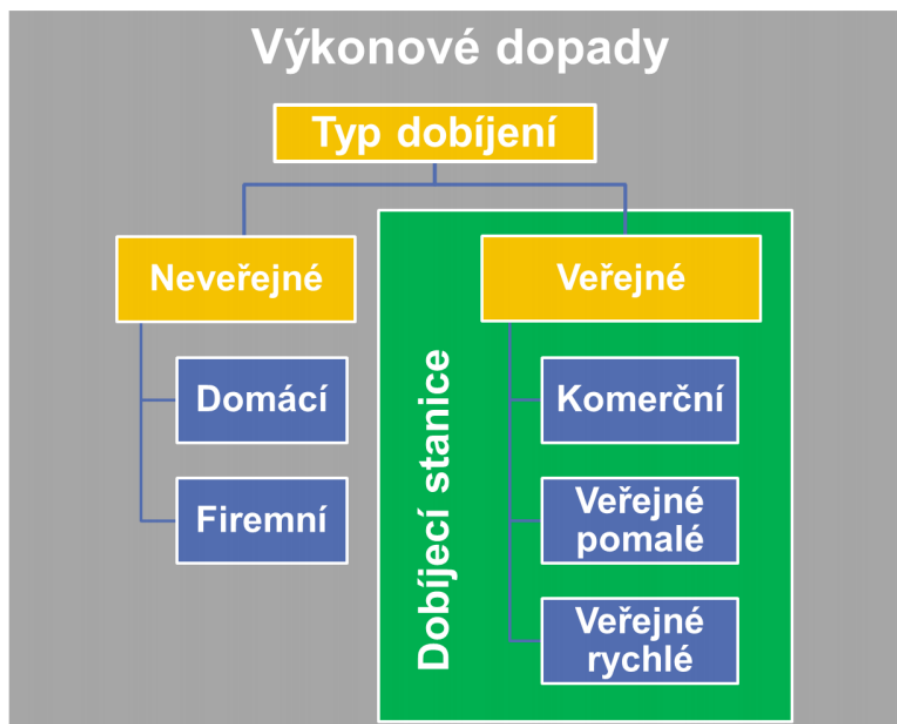 Výkonové dopady
Typ dobíjení
Neveřejné
Domácí
Firemní
Dobíjecí stanice
Veřejné
Komerční
Veřejné
pomalé
Veřejné
rychlé